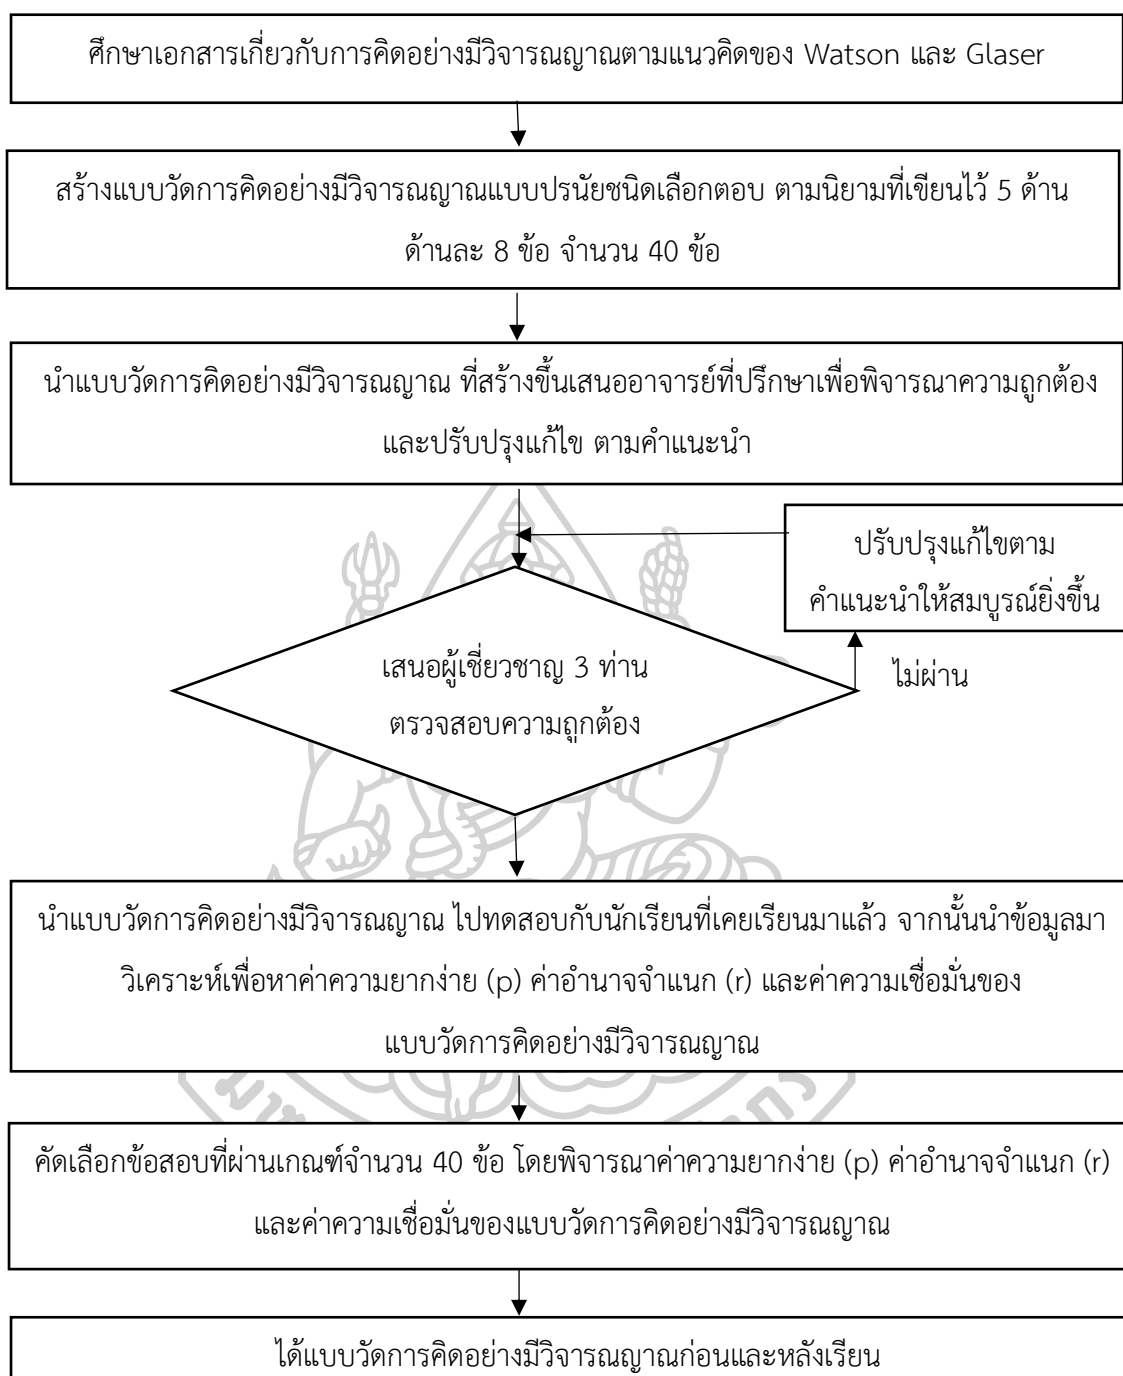 ศึกษาเอกสารเกี่ยวกับการคิดอย่างมีวิจารณญาณตามแนวคิดของ Watson และ Glaser
สร้างแบบวัดการคิดอย่างมีวิจารณญาณแบบปรนัยชนิดเลือกตอบ ตามนิยามที่เขียนไว้ 5 ด้าน
ด้านละ 8 ข้อ จำนวน 40 ข้อ
นำแบบวัดการคิดอย่างมีวิจารณญาณ ที่สร้างขึ้นเสนออาจารย์ที่ปรึกษาเพื่อพิจารณาความถูกต้อง
และปรับปรุงแก้ไข ตามคำแนะนำ
ปรับปรุงแก้ไขตาม
คำแนะนำให้สมบูรณ์ยิ่งขึ้น
เสนอผู้เชี่ยวชาญ 3 ท่าน
ตรวจสอบความถูกต้อง
ไม่ผ่าน
นำแบบวัดการคิดอย่างมีวิจารณญาณ ไปทดสอบกับนักเรียนที่เคยเรียนมาแล้ว จากนั้นนำข้อมูลมา
วิเคราะห์เพื่อหาค่าความยากง่าย (p) ค่าอำนาจจำแนก (r) และค่าความเชื่อมั่นของ
แบบวัดการคิดอย่างมีวิจารณญาณ
คัดเลือกข้อสอบที่ผ่านเกณฑ์จำนวน 40 ข้อ โดยพิจารณาค่าความยากง่าย (p) ค่าอำนาจจำแนก (r)
และค่าความเชื่อมั่นของแบบวัดการคิดอย่างมีวิจารณญาณ
ได้แบบวัดการคิดอย่างมีวิจารณญาณก่อนและหลังเรียน